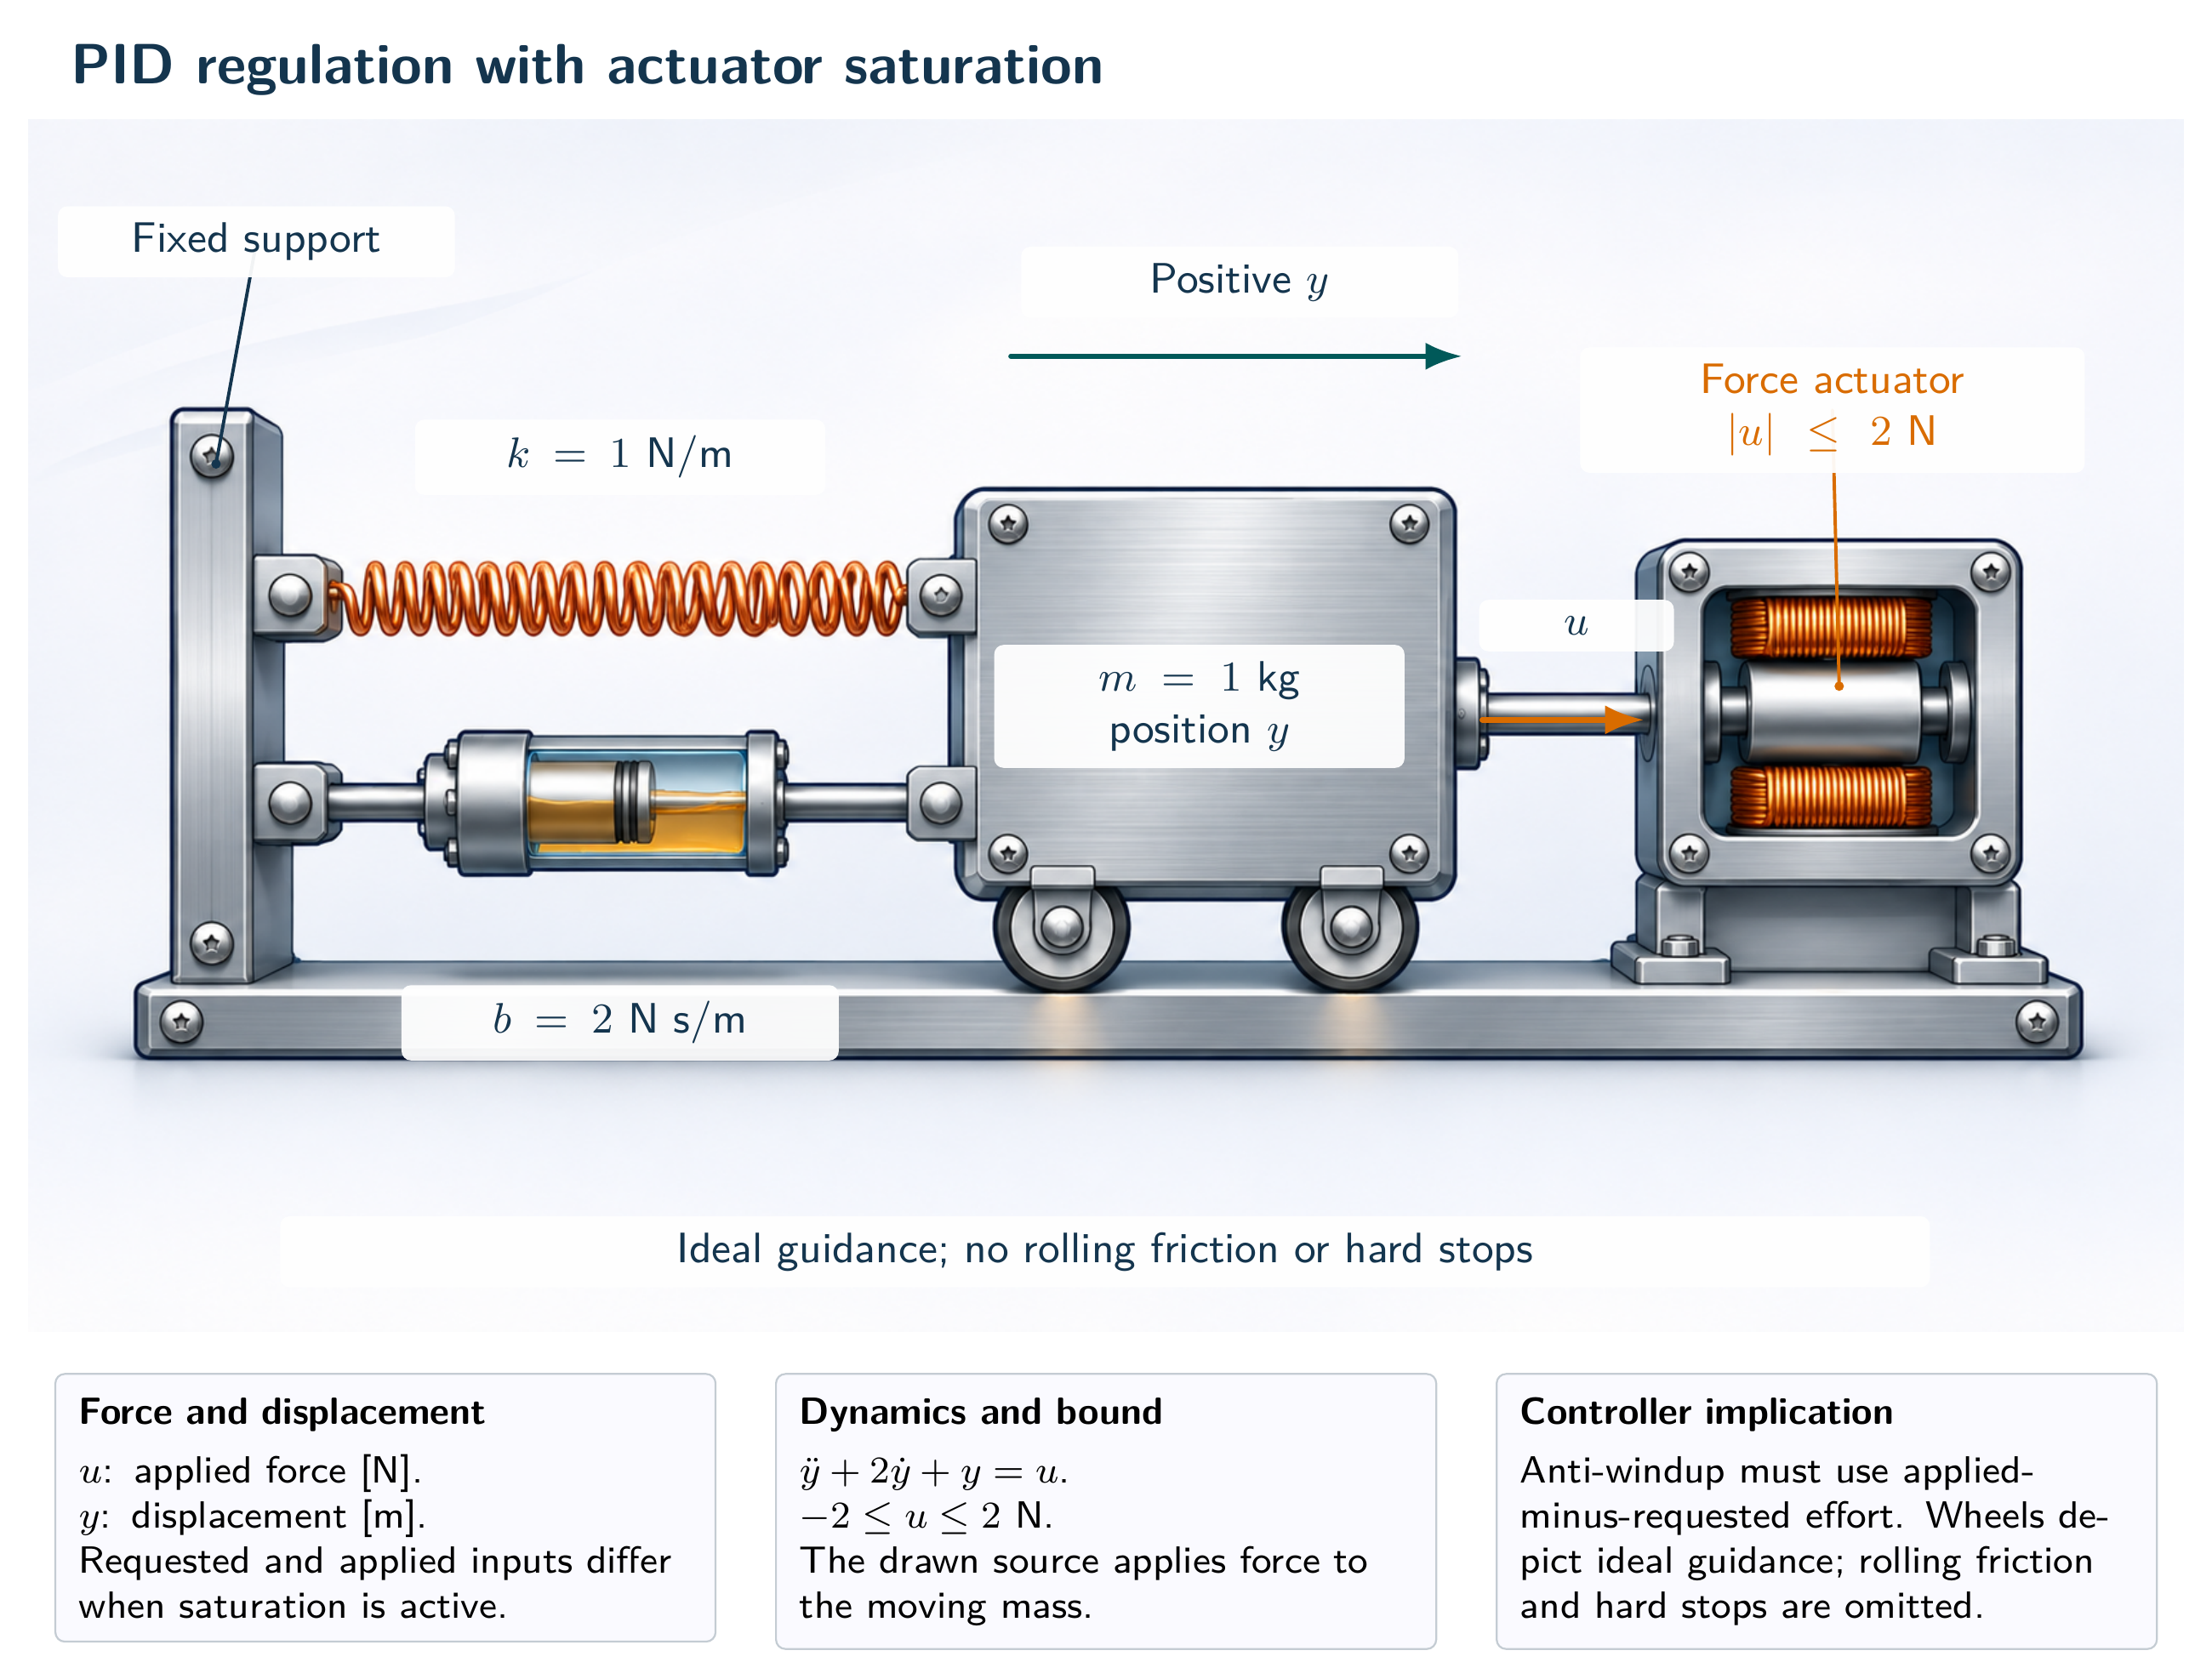 PID regulation with actuator saturation
Fixed support
Positive y
Force actuator
|u| ≤ 2 N
k = 1 N/m
u
m = 1 kg
position y
b = 2 N s/m
Ideal guidance; no rolling friction or hard stops
Force and displacement
u: applied force [N].
y: displacement [m].
Requested and applied inputs differ
when saturation is active.
Dynamics and bound
ÿ + 2ẏ + y = u.
−2 ≤ u ≤ 2 N.
The drawn source applies force to
the moving mass.
Controller implication
Anti-windup must use applied-
minus-requested effort. Wheels de-
pict ideal guidance; rolling friction
and hard stops are omitted.